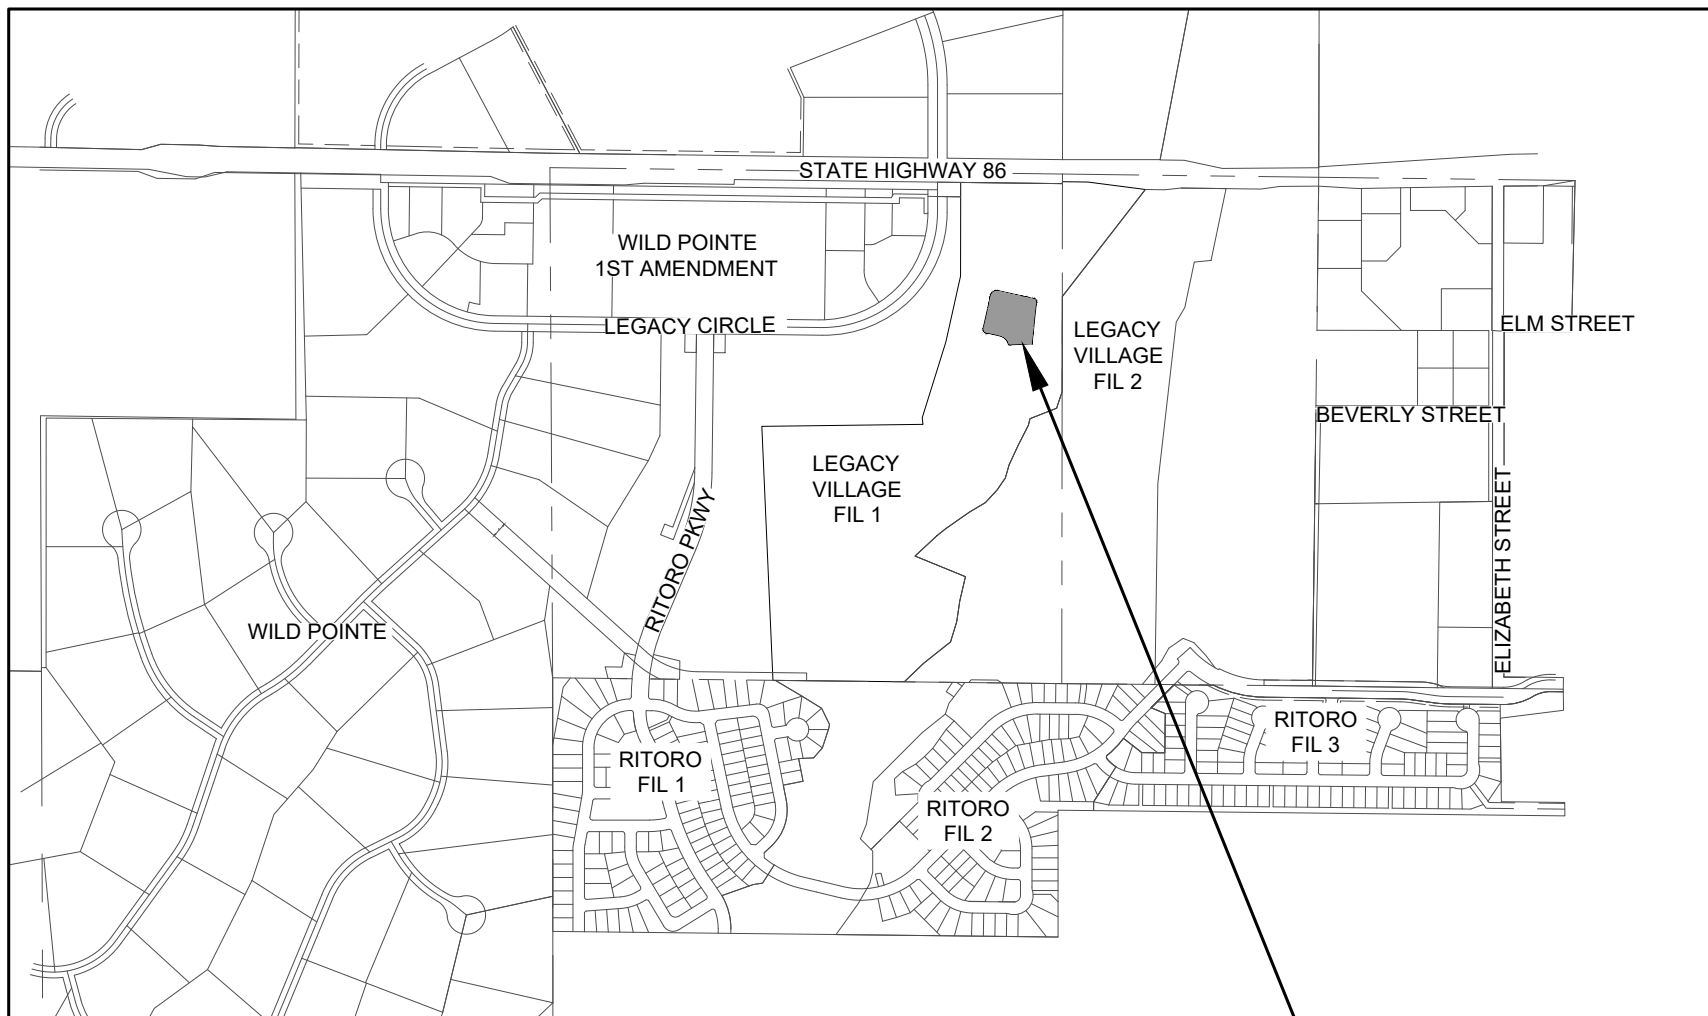 STATE HIGHWAY 86
WILD POINTE
1ST AMENDMENT
LEGACY CIRCLE
ELM STREET
LEGACY
VILLAGE
FIL 2
BEVERLY STREET
LEGACY
VILLAGE
FIL 1
ELIZABETH STREET
RITORO PKWY
WILD POINTE
RITORO
FIL 3
RITORO
FIL 1
RITORO
FIL 2